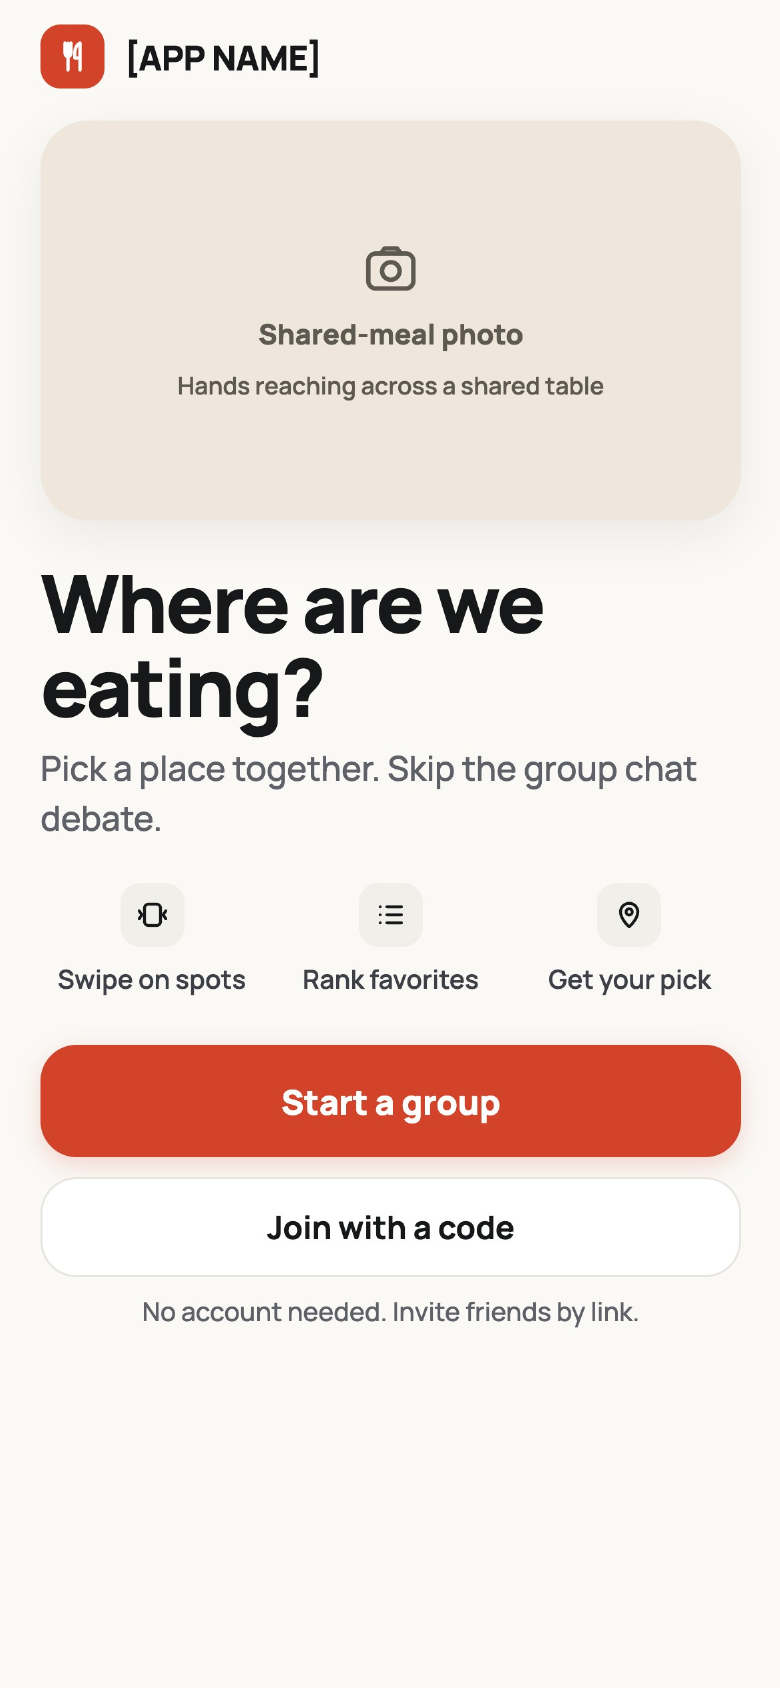 [APP NAME]
Shared-meal photo
Hands reaching across a shared table
Where are we
eating?
Pick a place together. Skip the group chat
debate.
Swipe on spots
Rank favorites
Get your pick
Start a group
Join with a code
No account needed. Invite friends by link.